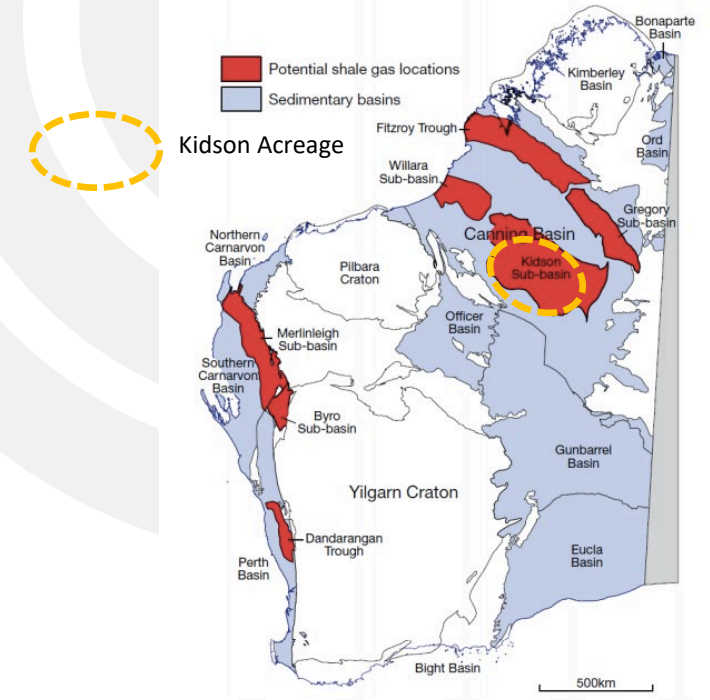 Bonaparte
Basin
Potential shale gas locations
Sedimentary basins
Kidson Acreage
Kimberley
Basin
Fitzroy Trough
Ord
Basin
Willara
Sub-basin
Gregory
Sub-basin
Canning Basin
Northern
Carnarvon
Basin
Pilbara
Craton
Kidson
Sub-basin
Officer
Basin
Merlinleigh
Sub-basin
Southern
Carnarvon
Basin
Byro
Sub-basin
Gunbarrel
Basin
Yilgarn Craton
Dandarangan
Trough
Perth
Basin
Eucla
Basin
Bight Basin
500km